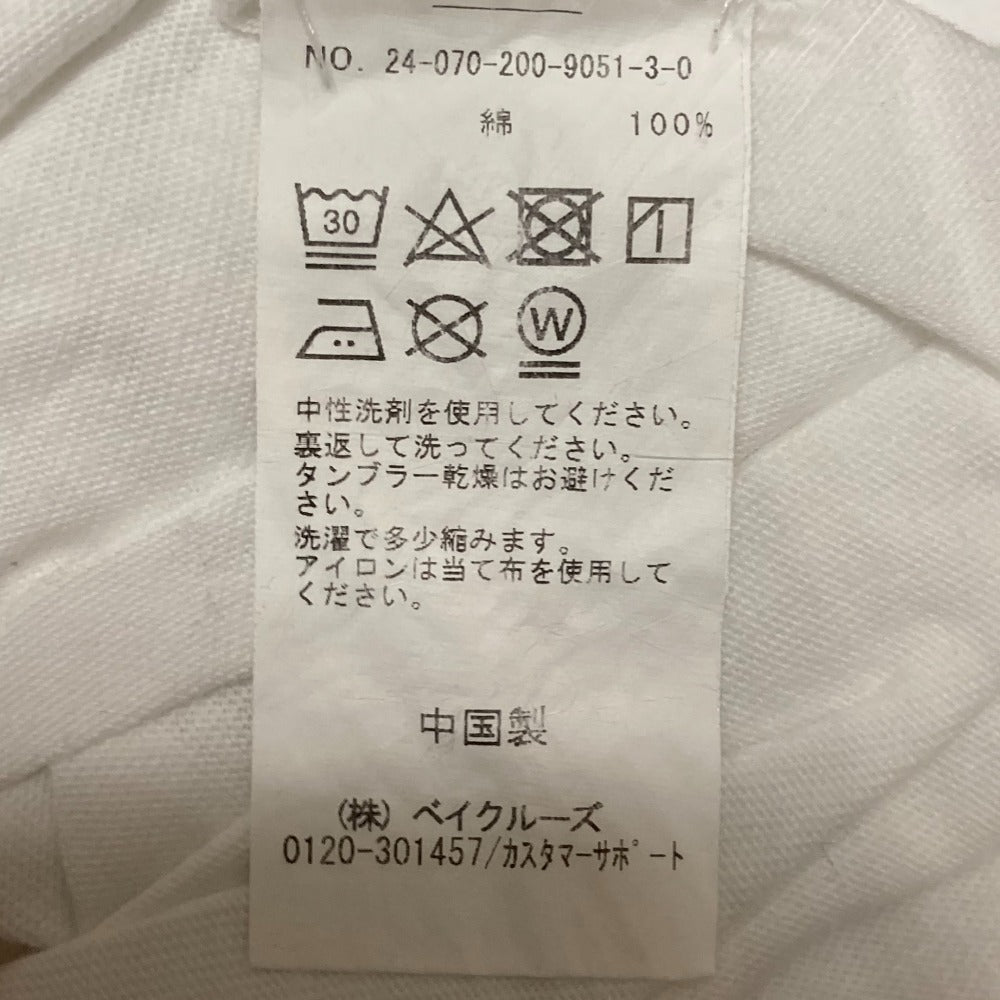 NO. 24-070-200-9051-3-0
綿 100%
30
W
中性洗剤を使用してください。
裏返して洗ってください。
タンブラー乾燥はお避けくだ
さい。
洗濯で多少縮みます。
アイロンは当て布を使用して
ください。
中国製
(株)ベイクルーズ
0120-301457/カスタマーサポート